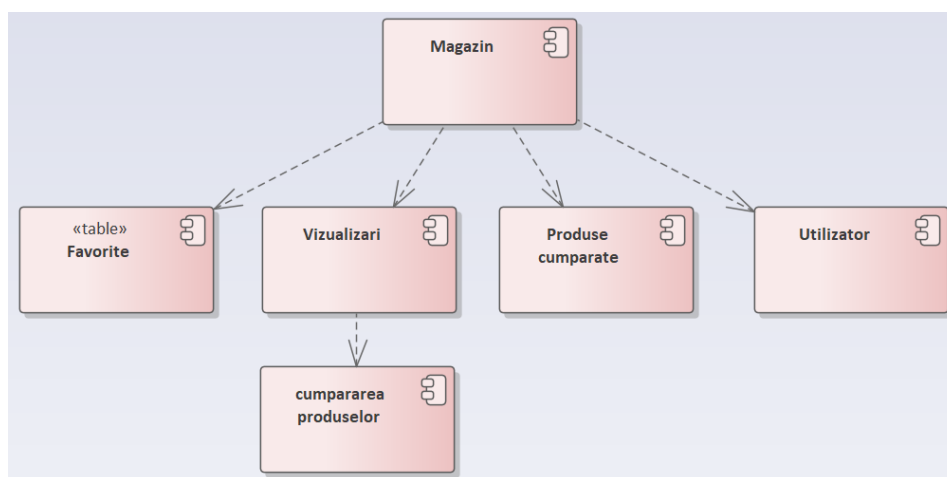 Magazin
«table»
Favorite
Vizualizari
Produse
cumparate
Utilizator
cumpararea
produselor